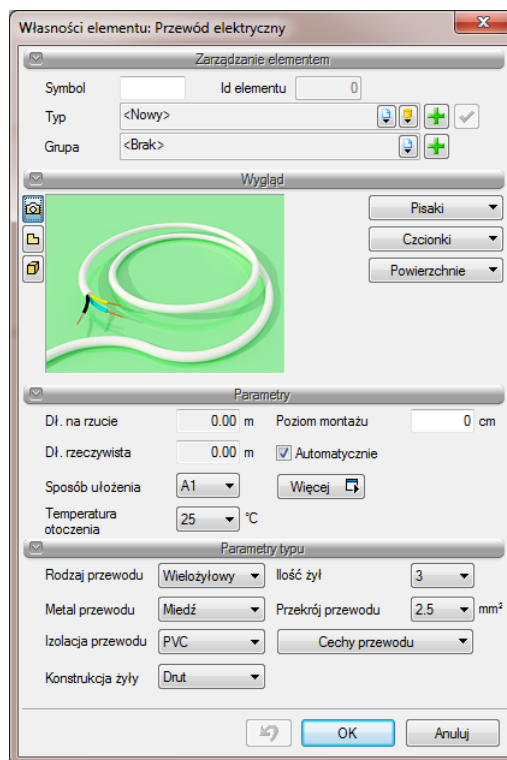 Własności elementu: Przewód elektryczny
Zarządzanie elementem
Symbol Id elementu 0
Typ <Nowy>
Grupa <Brak>
Wygląd
Pisaki
Czcionki
Powierzchnie
Parametry
Dł. na rzucie 0.00 m Poziom montażu 0 cm
Dł. rzeczywista 0.00 m Automatycznie
Sposób ułożenia A1 Więcej
Temperatura
otoczenia 25 °C
Parametry typu
Rodzaj przewodu Wielożyłowy Ilość żył 3
Metal przewodu Miedź Przekrój przewodu 2.5 mm²
Izolacja przewodu PVC Cechy przewodu
Konstrukcja żyły Drut
OK Anuluj